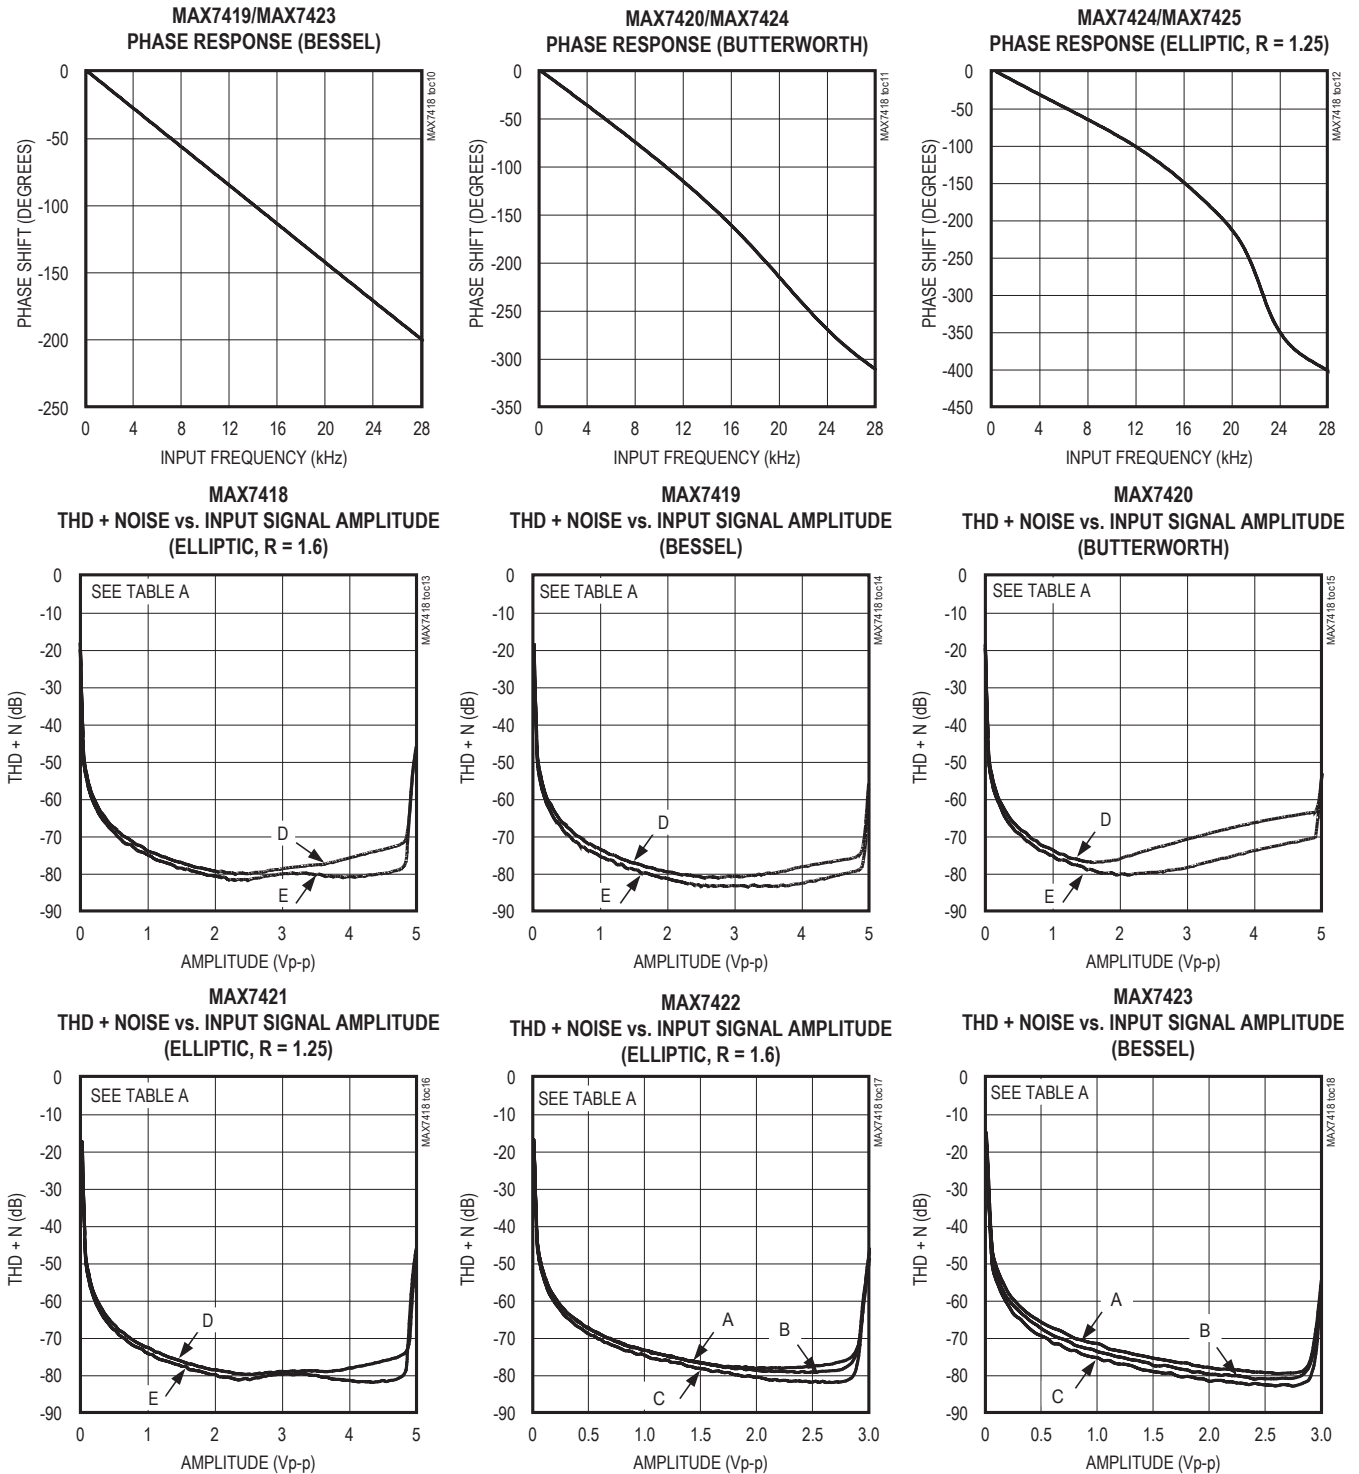 MAX7419/MAX7423
PHASE RESPONSE (BESSEL)
0
-50
-100
-150
-200
-250
PHASE SHIFT (DEGREES)
0 4 8 12 16 20 24 28
INPUT FREQUENCY (kHz)
MAX7418 toc10
MAX7420/MAX7424
PHASE RESPONSE (BUTTERWORTH)
0
-50
-100
-150
-200
-250
-300
-350
PHASE SHIFT (DEGREES)
0 4 8 12 16 20 24 28
INPUT FREQUENCY (kHz)
MAX7418 toc11
MAX7424/MAX7425
PHASE RESPONSE (ELLIPTIC, R = 1.25)
0
-50
-100
-150
-200
-250
-300
-350
-400
-450
PHASE SHIFT (DEGREES)
0 4 8 12 16 20 24 28
INPUT FREQUENCY (kHz)
MAX7418 toc12
MAX7418
THD + NOISE vs. INPUT SIGNAL AMPLITUDE
(ELLIPTIC, R = 1.6)
SEE TABLE A
0
-10
-20
-30
-40
-50
-60
-70
-80
-90
THD + N (dB)
D
E
0 1 2 3 4 5
AMPLITUDE (Vp-p)
MAX7418 toc13
MAX7419
THD + NOISE vs. INPUT SIGNAL AMPLITUDE
(BESSEL)
SEE TABLE A
0
-10
-20
-30
-40
-50
-60
-70
-80
-90
THD + N (dB)
D
E
0 1 2 3 4 5
AMPLITUDE (Vp-p)
MAX7418 toc14
MAX7420
THD + NOISE vs. INPUT SIGNAL AMPLITUDE
(BUTTERWORTH)
SEE TABLE A
0
-10
-20
-30
-40
-50
-60
-70
-80
-90
THD + N (dB)
D
E
0 1 2 3 4 5
AMPLITUDE (Vp-p)
MAX7418 toc15
MAX7421
THD + NOISE vs. INPUT SIGNAL AMPLITUDE
(ELLIPTIC, R = 1.25)
SEE TABLE A
0
-10
-20
-30
-40
-50
-60
-70
-80
-90
THD + N (dB)
D
E
0 1 2 3 4 5
AMPLITUDE (Vp-p)
MAX7418 toc16
MAX7422
THD + NOISE vs. INPUT SIGNAL AMPLITUDE
(ELLIPTIC, R = 1.6)
SEE TABLE A
0
-10
-20
-30
-40
-50
-60
-70
-80
-90
THD + N (dB)
A
B
C
0 0.5 1.0 1.5 2.0 2.5 3.0
AMPLITUDE (Vp-p)
MAX7418 toc17
MAX7423
THD + NOISE vs. INPUT SIGNAL AMPLITUDE
(BESSEL)
SEE TABLE A
0
-10
-20
-30
-40
-50
-60
-70
-80
-90
THD + N (dB)
A
B
C
0 0.5 1.0 1.5 2.0 2.5 3.0
AMPLITUDE (Vp-p)
MAX7418 toc18